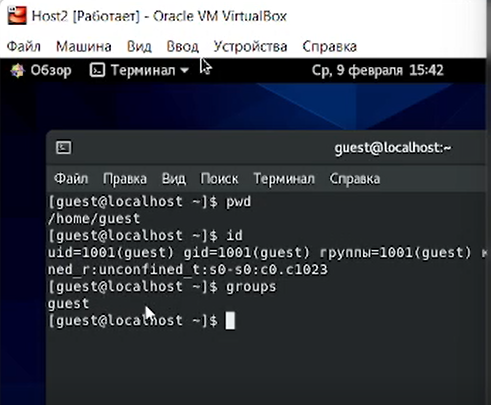 Host2 [Работает] - Oracle VM VirtualBox
Файл Машина Вид Ввод Устройства Справка
Обзор Терминал Ср, 9 февраля 15:42
guest@localhost:~
Файл Правка Вид Поиск Терминал Справка
[guest@localhost ~]$ pwd
/home/guest
[guest@localhost ~]$ id
uid=1001(guest) gid=1001(guest) группы=1001(guest)
ned_r:unconfined_t:s0-s0:c0.c1023
[guest@localhost ~]$ groups
guest
[guest@localhost ~]$